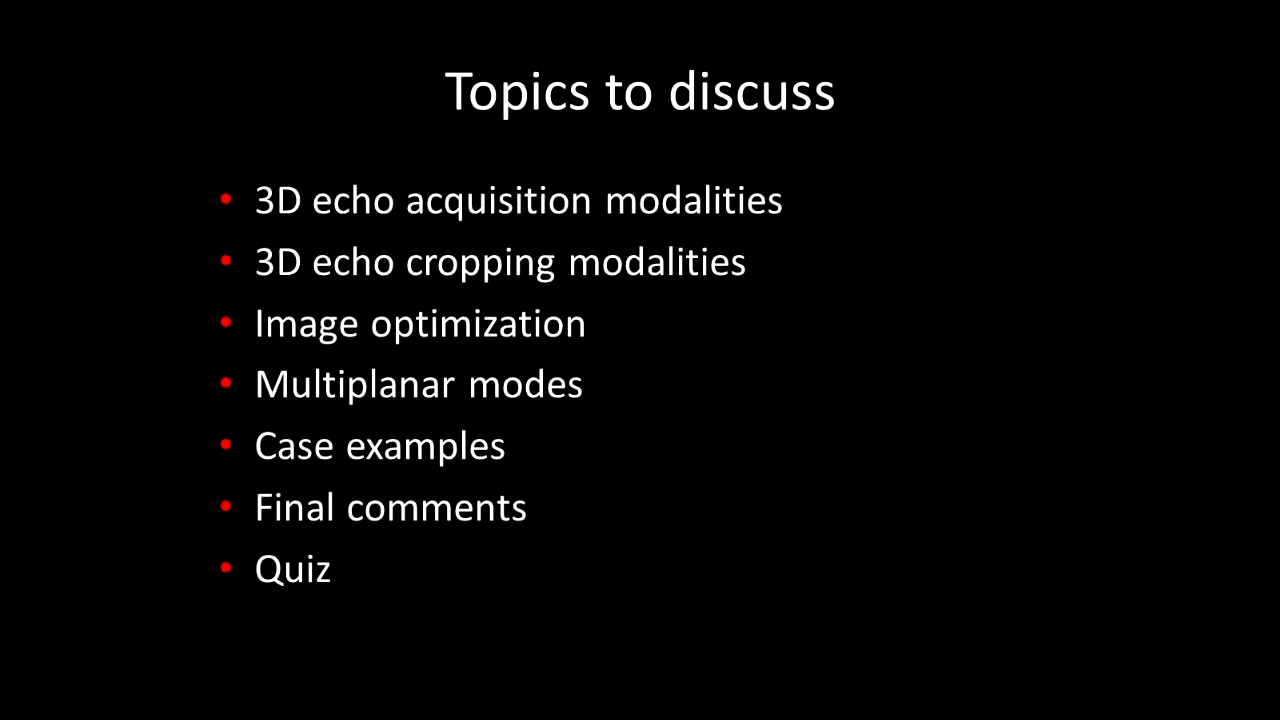 Topics to discuss
• 3D echo acquisition modalities
• 3D echo cropping modalities
• Image optimization
• Multiplanar modes
• Case examples
• Final comments
• Quiz